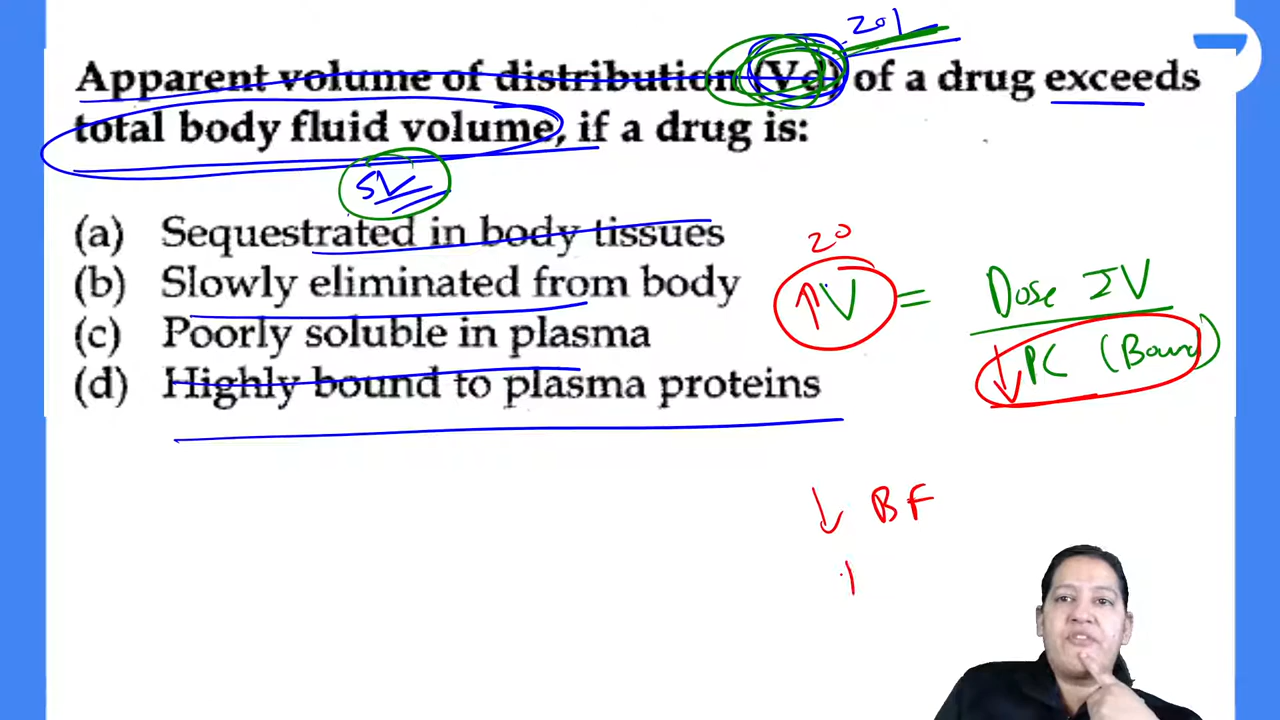 20l
Apparent volume of distribution (Vd) of a drug exceeds
total body fluid volume, if a drug is:
5L
(a) Sequestrated in body tissues
(b) Slowly eliminated from body
(c) Poorly soluble in plasma
(d) Highly bound to plasma proteins
20
↑V = Dose IV
↓PC (Bound)
↓ BF